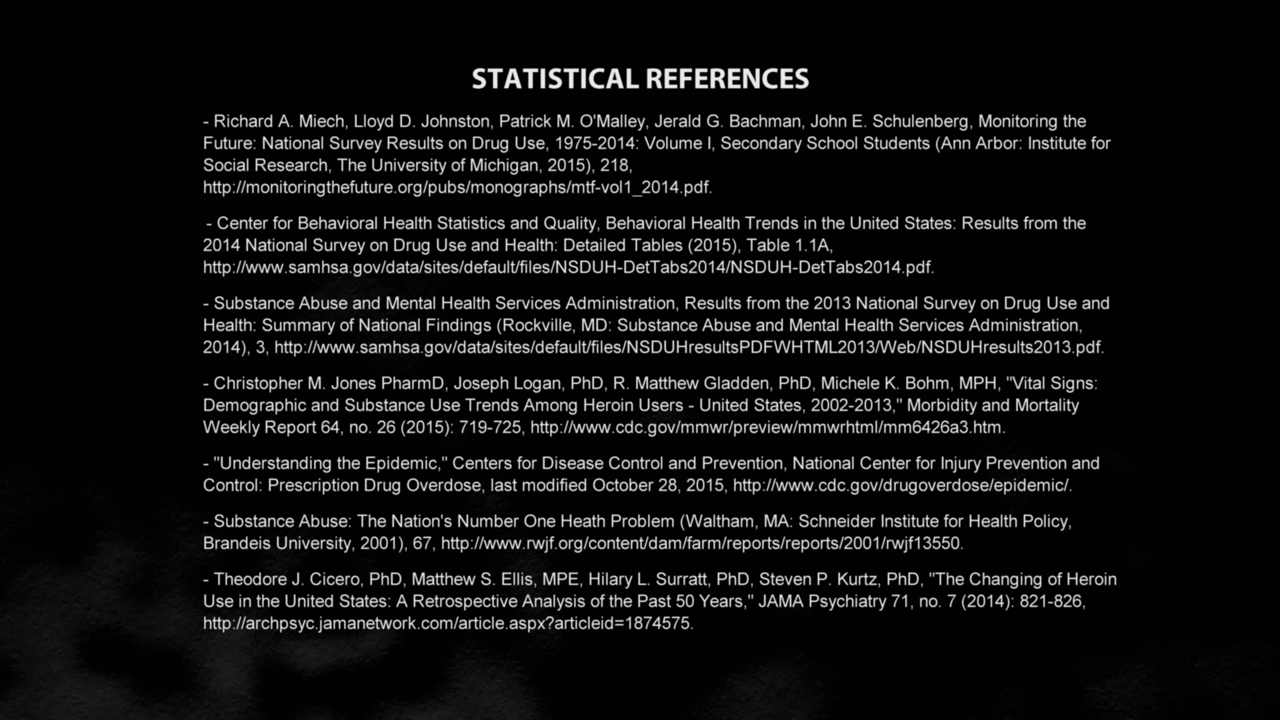 STATISTICAL REFERENCES
- Richard A. Miech, Lloyd D. Johnston, Patrick M. O'Malley, Jerald G. Bachman, John E. Schulenberg, Monitoring the
Future: National Survey Results on Drug Use, 1975-2014: Volume I, Secondary School Students (Ann Arbor: Institute for
Social Research, The University of Michigan, 2015), 218,
http://monitoringthefuture.org/pubs/monographs/mtf-vol1_2014.pdf.
- Center for Behavioral Health Statistics and Quality, Behavioral Health Trends in the United States: Results from the
2014 National Survey on Drug Use and Health: Detailed Tables (2015), Table 1.1A,
http://www.samhsa.gov/data/sites/default/files/NSDUH-DetTabs2014/NSDUH-DetTabs2014.pdf.
- Substance Abuse and Mental Health Services Administration, Results from the 2013 National Survey on Drug Use and
Health: Summary of National Findings (Rockville, MD: Substance Abuse and Mental Health Services Administration,
2014), 3, http://www.samhsa.gov/data/sites/default/files/NSDUHresultsPDFWHTML2013/Web/NSDUHresults2013.pdf.
- Christopher M. Jones PharmD, Joseph Logan, PhD, R. Matthew Gladden, PhD, Michele K. Bohm, MPH, "Vital Signs:
Demographic and Substance Use Trends Among Heroin Users - United States, 2002-2013," Morbidity and Mortality
Weekly Report 64, no. 26 (2015): 719-725, http://www.cdc.gov/mmwr/preview/mmwrhtml/mm6426a3.htm.
- "Understanding the Epidemic," Centers for Disease Control and Prevention, National Center for Injury Prevention and
Control: Prescription Drug Overdose, last modified October 28, 2015, http://www.cdc.gov/drugoverdose/epidemic/.
- Substance Abuse: The Nation's Number One Heath Problem (Waltham, MA: Schneider Institute for Health Policy,
Brandeis University, 2001), 67, http://www.rwjf.org/content/dam/farm/reports/reports/2001/rwjf13550.
- Theodore J. Cicero, PhD, Matthew S. Ellis, MPE, Hilary L. Surratt, PhD, Steven P. Kurtz, PhD, "The Changing of Heroin
Use in the United States: A Retrospective Analysis of the Past 50 Years," JAMA Psychiatry 71, no. 7 (2014): 821-826,
http://archpsyc.jamanetwork.com/article.aspx?articleid=1874575.